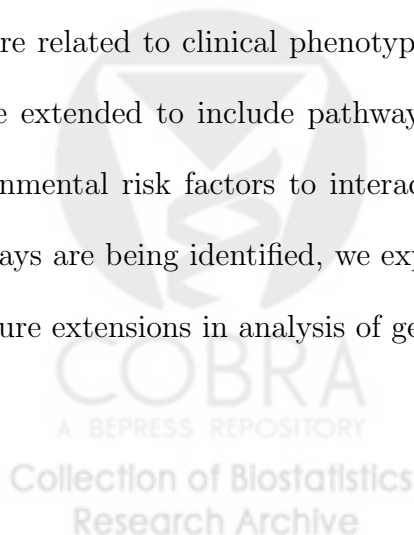 re related to clinical phenotyp
e extended to include pathway
nmental risk factors to interac
ays are being identified, we exp
ure extensions in analysis of ge
COBRA
A BEPRESS REPOSITORY
Collection of Biostatistics
Research Archive